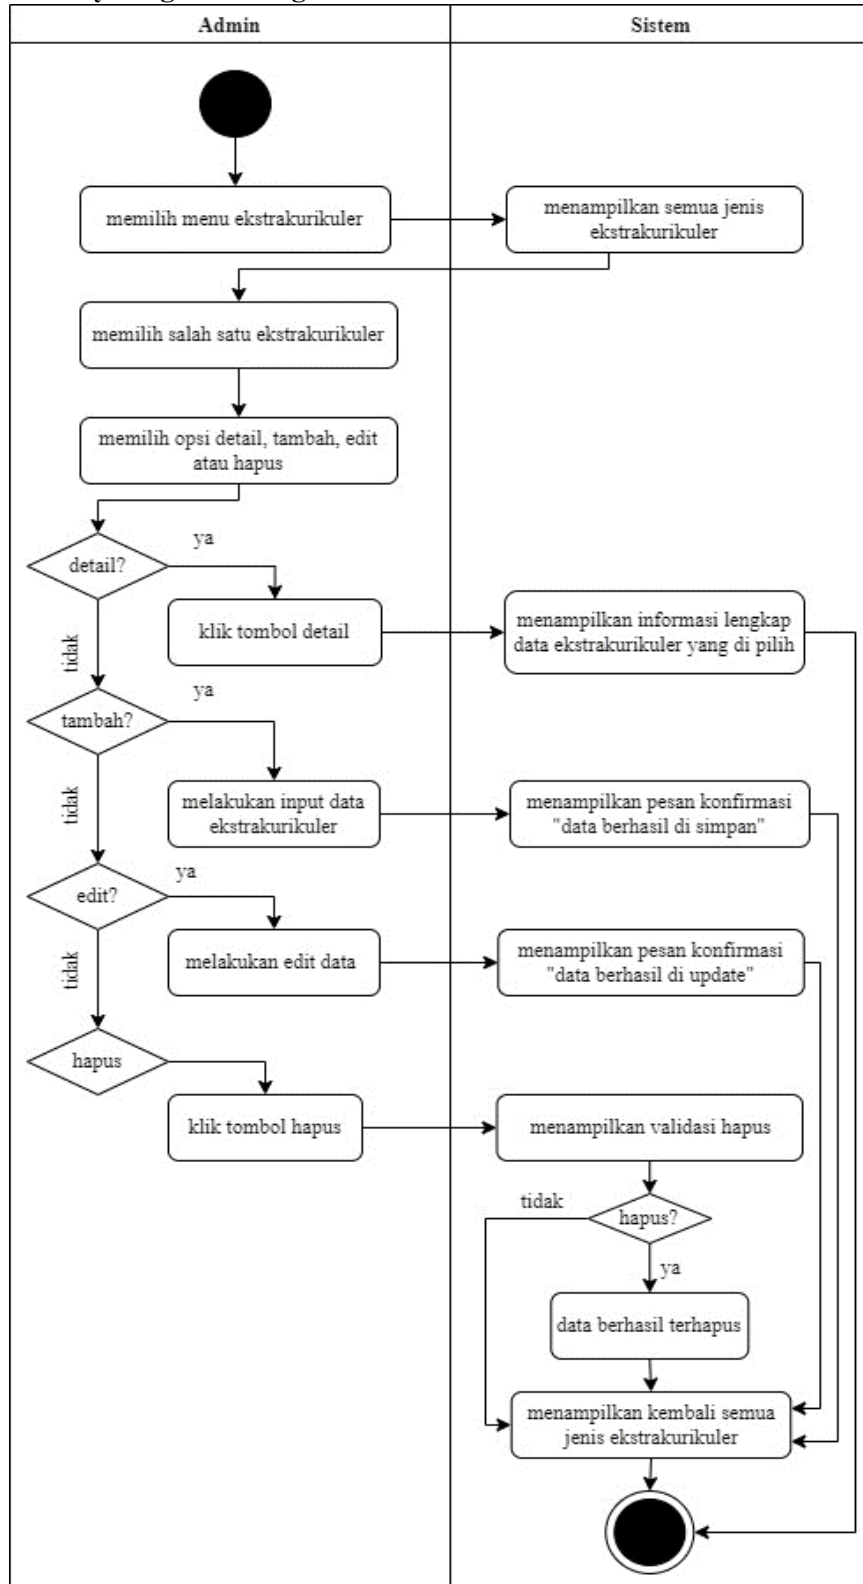 Admin
Sistem
memilih menu ekstrakurikuler
menampilkan semua jenis
ekstrakurikuler
memilih salah satu ekstrakurikuler
memilih opsi detail, tambah, edit
atau hapus
detail?
ya
klik tombol detail
menampilkan informasi lengkap
data ekstrakurikuler yang di pilih
tidak
tambah?
ya
melakukan input data
ekstrakurikuler
menampilkan pesan konfirmasi
"data berhasil di simpan"
tidak
edit?
ya
melakukan edit data
menampilkan pesan konfirmasi
"data berhasil di update"
tidak
hapus
klik tombol hapus
menampilkan validasi hapus
tidak
hapus?
ya
data berhasil terhapus
menampilkan kembali semua
jenis ekstrakurikuler